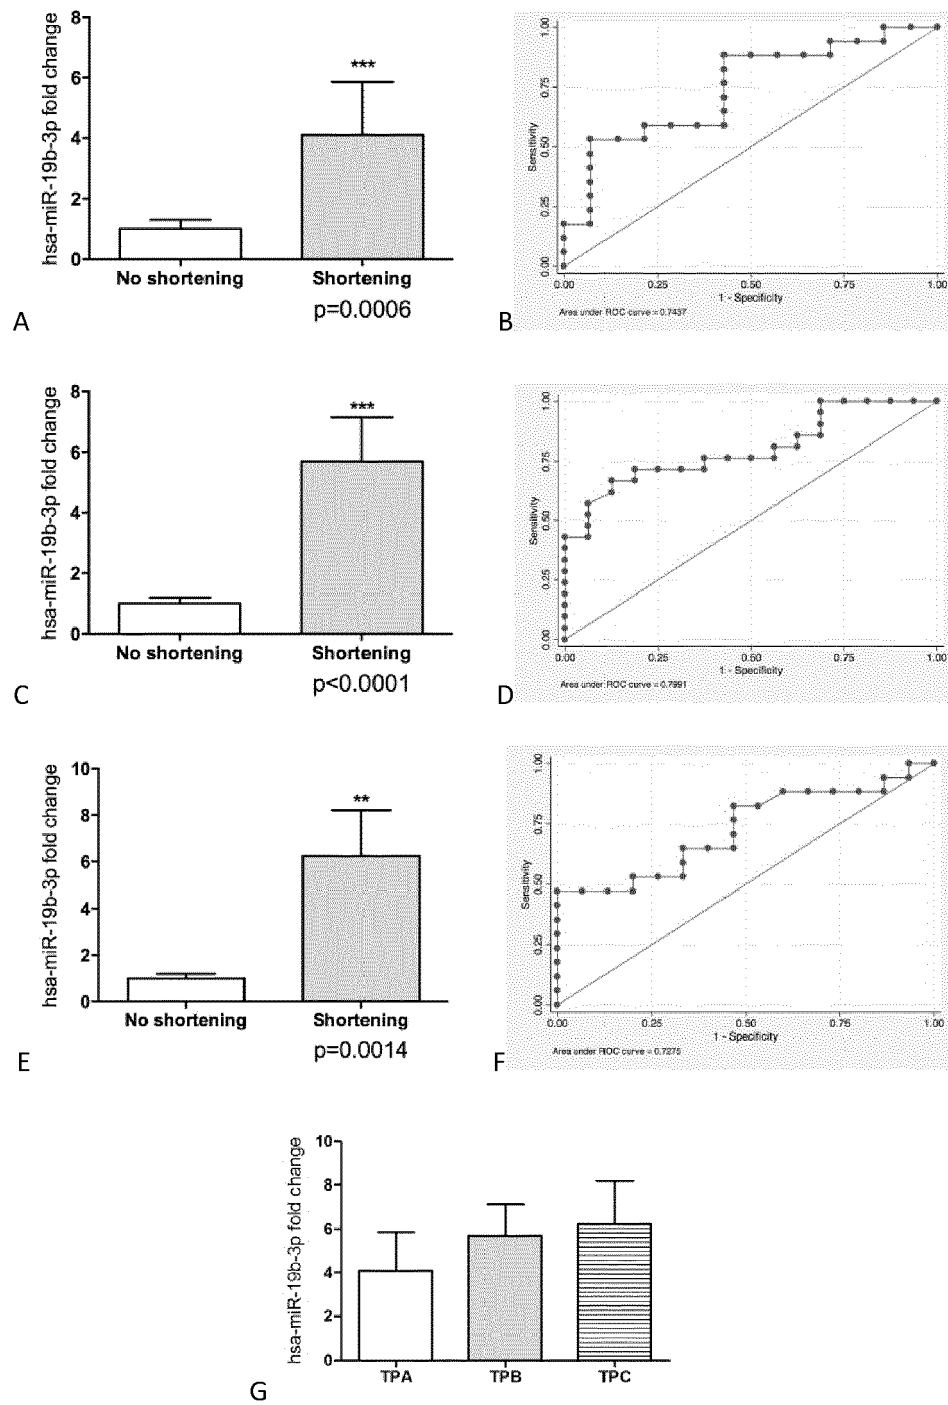 hsa-miR-19b-3p fold change
8
6
4
2
0
***
No shortening
Shortening
p=0.0006
A
Sensitivity
1.00
0.75
0.50
0.25
0.00
0.00
0.25
0.50
0.75
1.00
1 - Specificity
Area under ROC curve = 0.7437
B
hsa-miR-19b-3p fold change
8
6
4
2
0
***
No shortening
Shortening
p<0.0001
C
Sensitivity
1.00
0.75
0.50
0.25
0.00
0.00
0.25
0.50
0.75
1.00
1 - Specificity
Area under ROC curve = 0.7991
D
hsa-miR-19b-3p fold change
10
8
6
4
2
0
**
No shortening
Shortening
p=0.0014
E
Sensitivity
1.00
0.75
0.50
0.25
0.00
0.00
0.25
0.50
0.75
1.00
1 - Specificity
Area under ROC curve = 0.7275
F
hsa-miR-19b-3p fold change
10
8
6
4
2
0
TPA
TPB
TPC
G